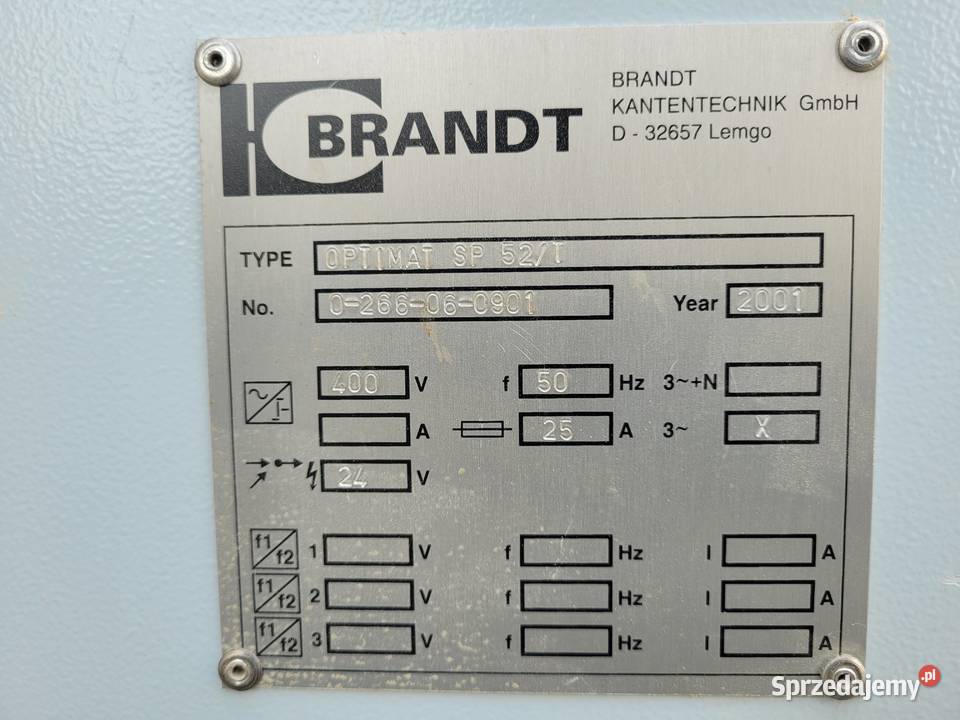 BRANDT
BRANDT
KANTENTECHNIK GmbH
D - 32657 Lemgo
TYPE OPTIMAT SP 52/T
No. 0-266-06-0901 Year 2001
400 V f 50 Hz 3~+N
A 25 A 3~ X
24 V
f1/f2 1 V f Hz I A
f1/f2 2 V f Hz I A
f1/f2 3 V f Hz I A
Sprzedajemy.pl